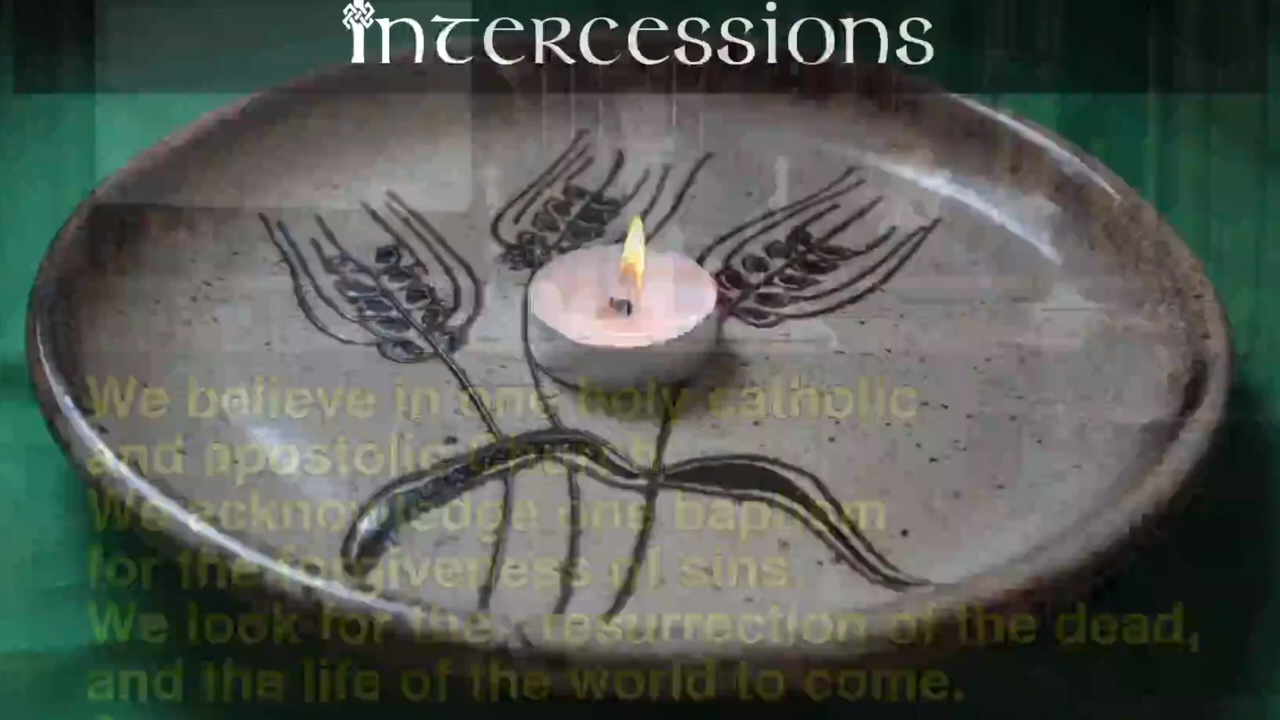 Intercessions
We believe in one holy catholic
and apostolic Church.
We acknowledge one baptism
for the forgiveness of sins.
We look for the resurrection of the dead,
and the life of the world to come.